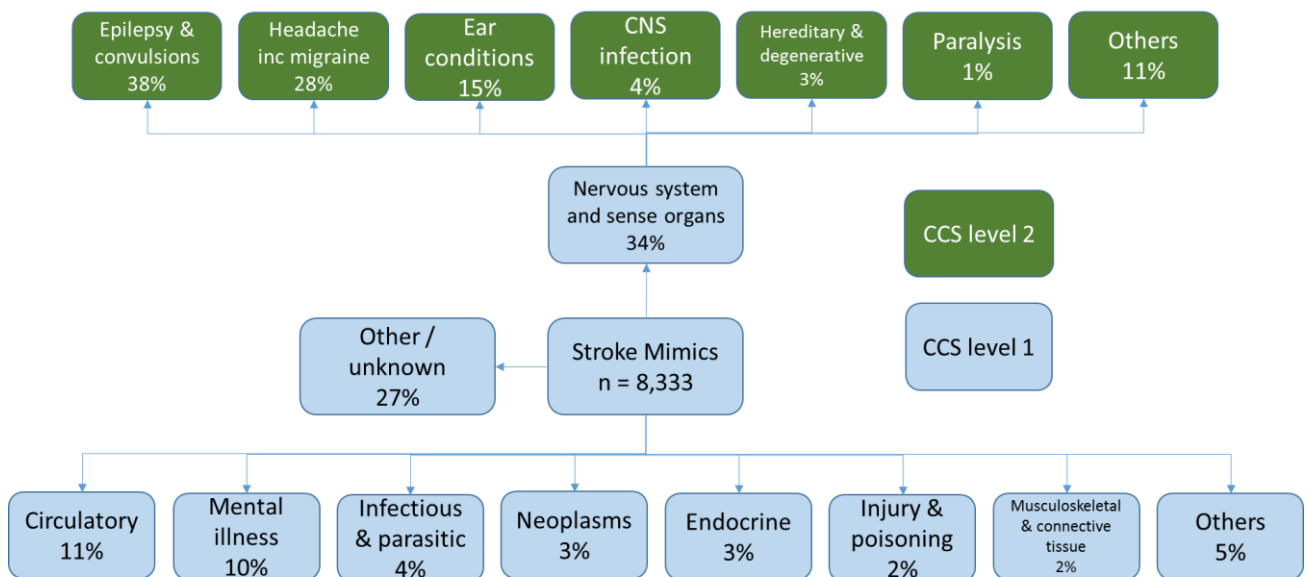 Epilepsy &
convulsions
38%
Headache
inc migraine
28%
Ear
conditions
15%
CNS
infection
4%
Hereditary &
degenerative
3%
Paralysis
1%
Others
11%
Nervous system
and sense organs
34%
CCS level 2
Other /
unknown
27%
Stroke Mimics
n = 8,333
CCS level 1
Circulatory
11%
Mental
illness
10%
Infectious
& parasitic
4%
Neoplasms
3%
Endocrine
3%
Injury &
poisoning
2%
Musculoskeletal
& connective
tissue
2%
Others
5%